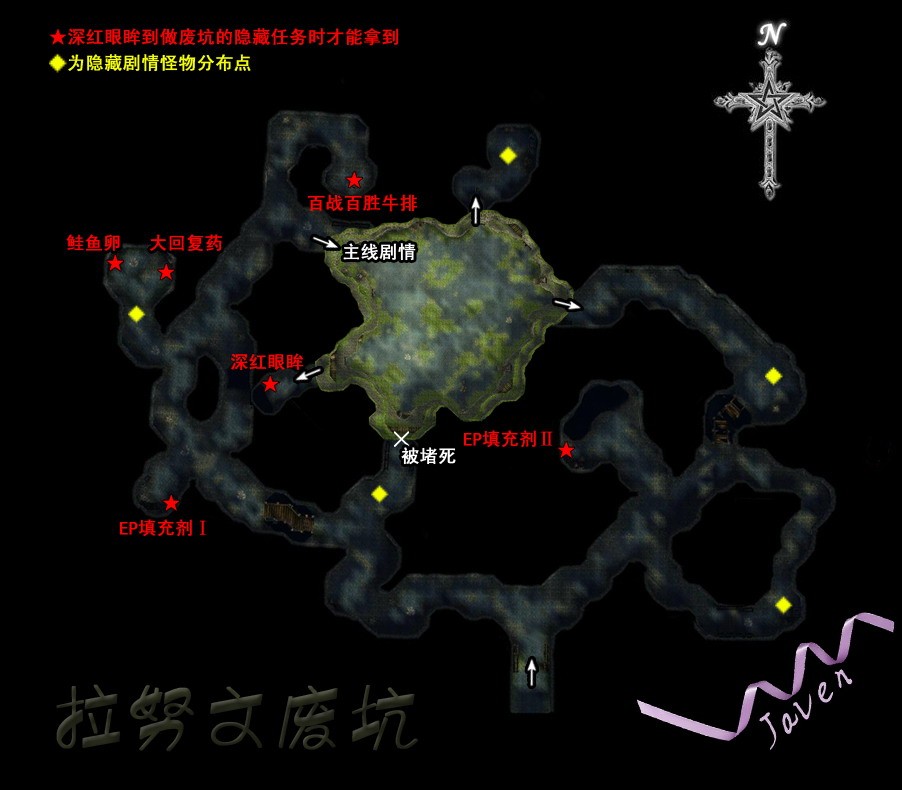 ★深红眼眸到做废坑的隐藏任务时才能拿到
◆为隐藏剧情怪物分布点
N
百战百胜牛排
鲑鱼卵
大回复药
主线剧情
深红眼眸
EP填充剂Ⅱ
被堵死
EP填充剂Ⅰ
拉努文废坑
Javen